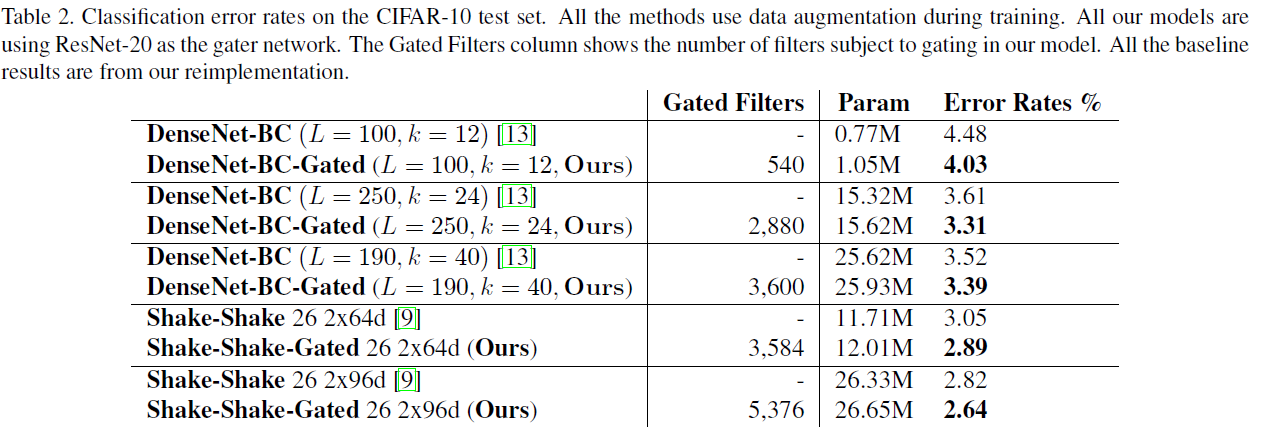 Table 2. Classification error rates on the CIFAR-10 test set. All the methods use data augmentation during training. All our models are
using ResNet-20 as the gater network. The Gated Filters column shows the number of filters subject to gating in our model. All the baseline
results are from our reimplementation.
Gated Filters Param Error Rates %
DenseNet-BC (L = 100, k = 12) [13] - 0.77M 4.48
DenseNet-BC-Gated (L = 100, k = 12, Ours) 540 1.05M 4.03
DenseNet-BC (L = 250, k = 24) [13] - 15.32M 3.61
DenseNet-BC-Gated (L = 250, k = 24, Ours) 2,880 15.62M 3.31
DenseNet-BC (L = 190, k = 40) [13] - 25.62M 3.52
DenseNet-BC-Gated (L = 190, k = 40, Ours) 3,600 25.93M 3.39
Shake-Shake 26 2x64d [9] - 11.71M 3.05
Shake-Shake-Gated 26 2x64d (Ours) 3,584 12.01M 2.89
Shake-Shake 26 2x96d [9] - 26.33M 2.82
Shake-Shake-Gated 26 2x96d (Ours) 5,376 26.65M 2.64